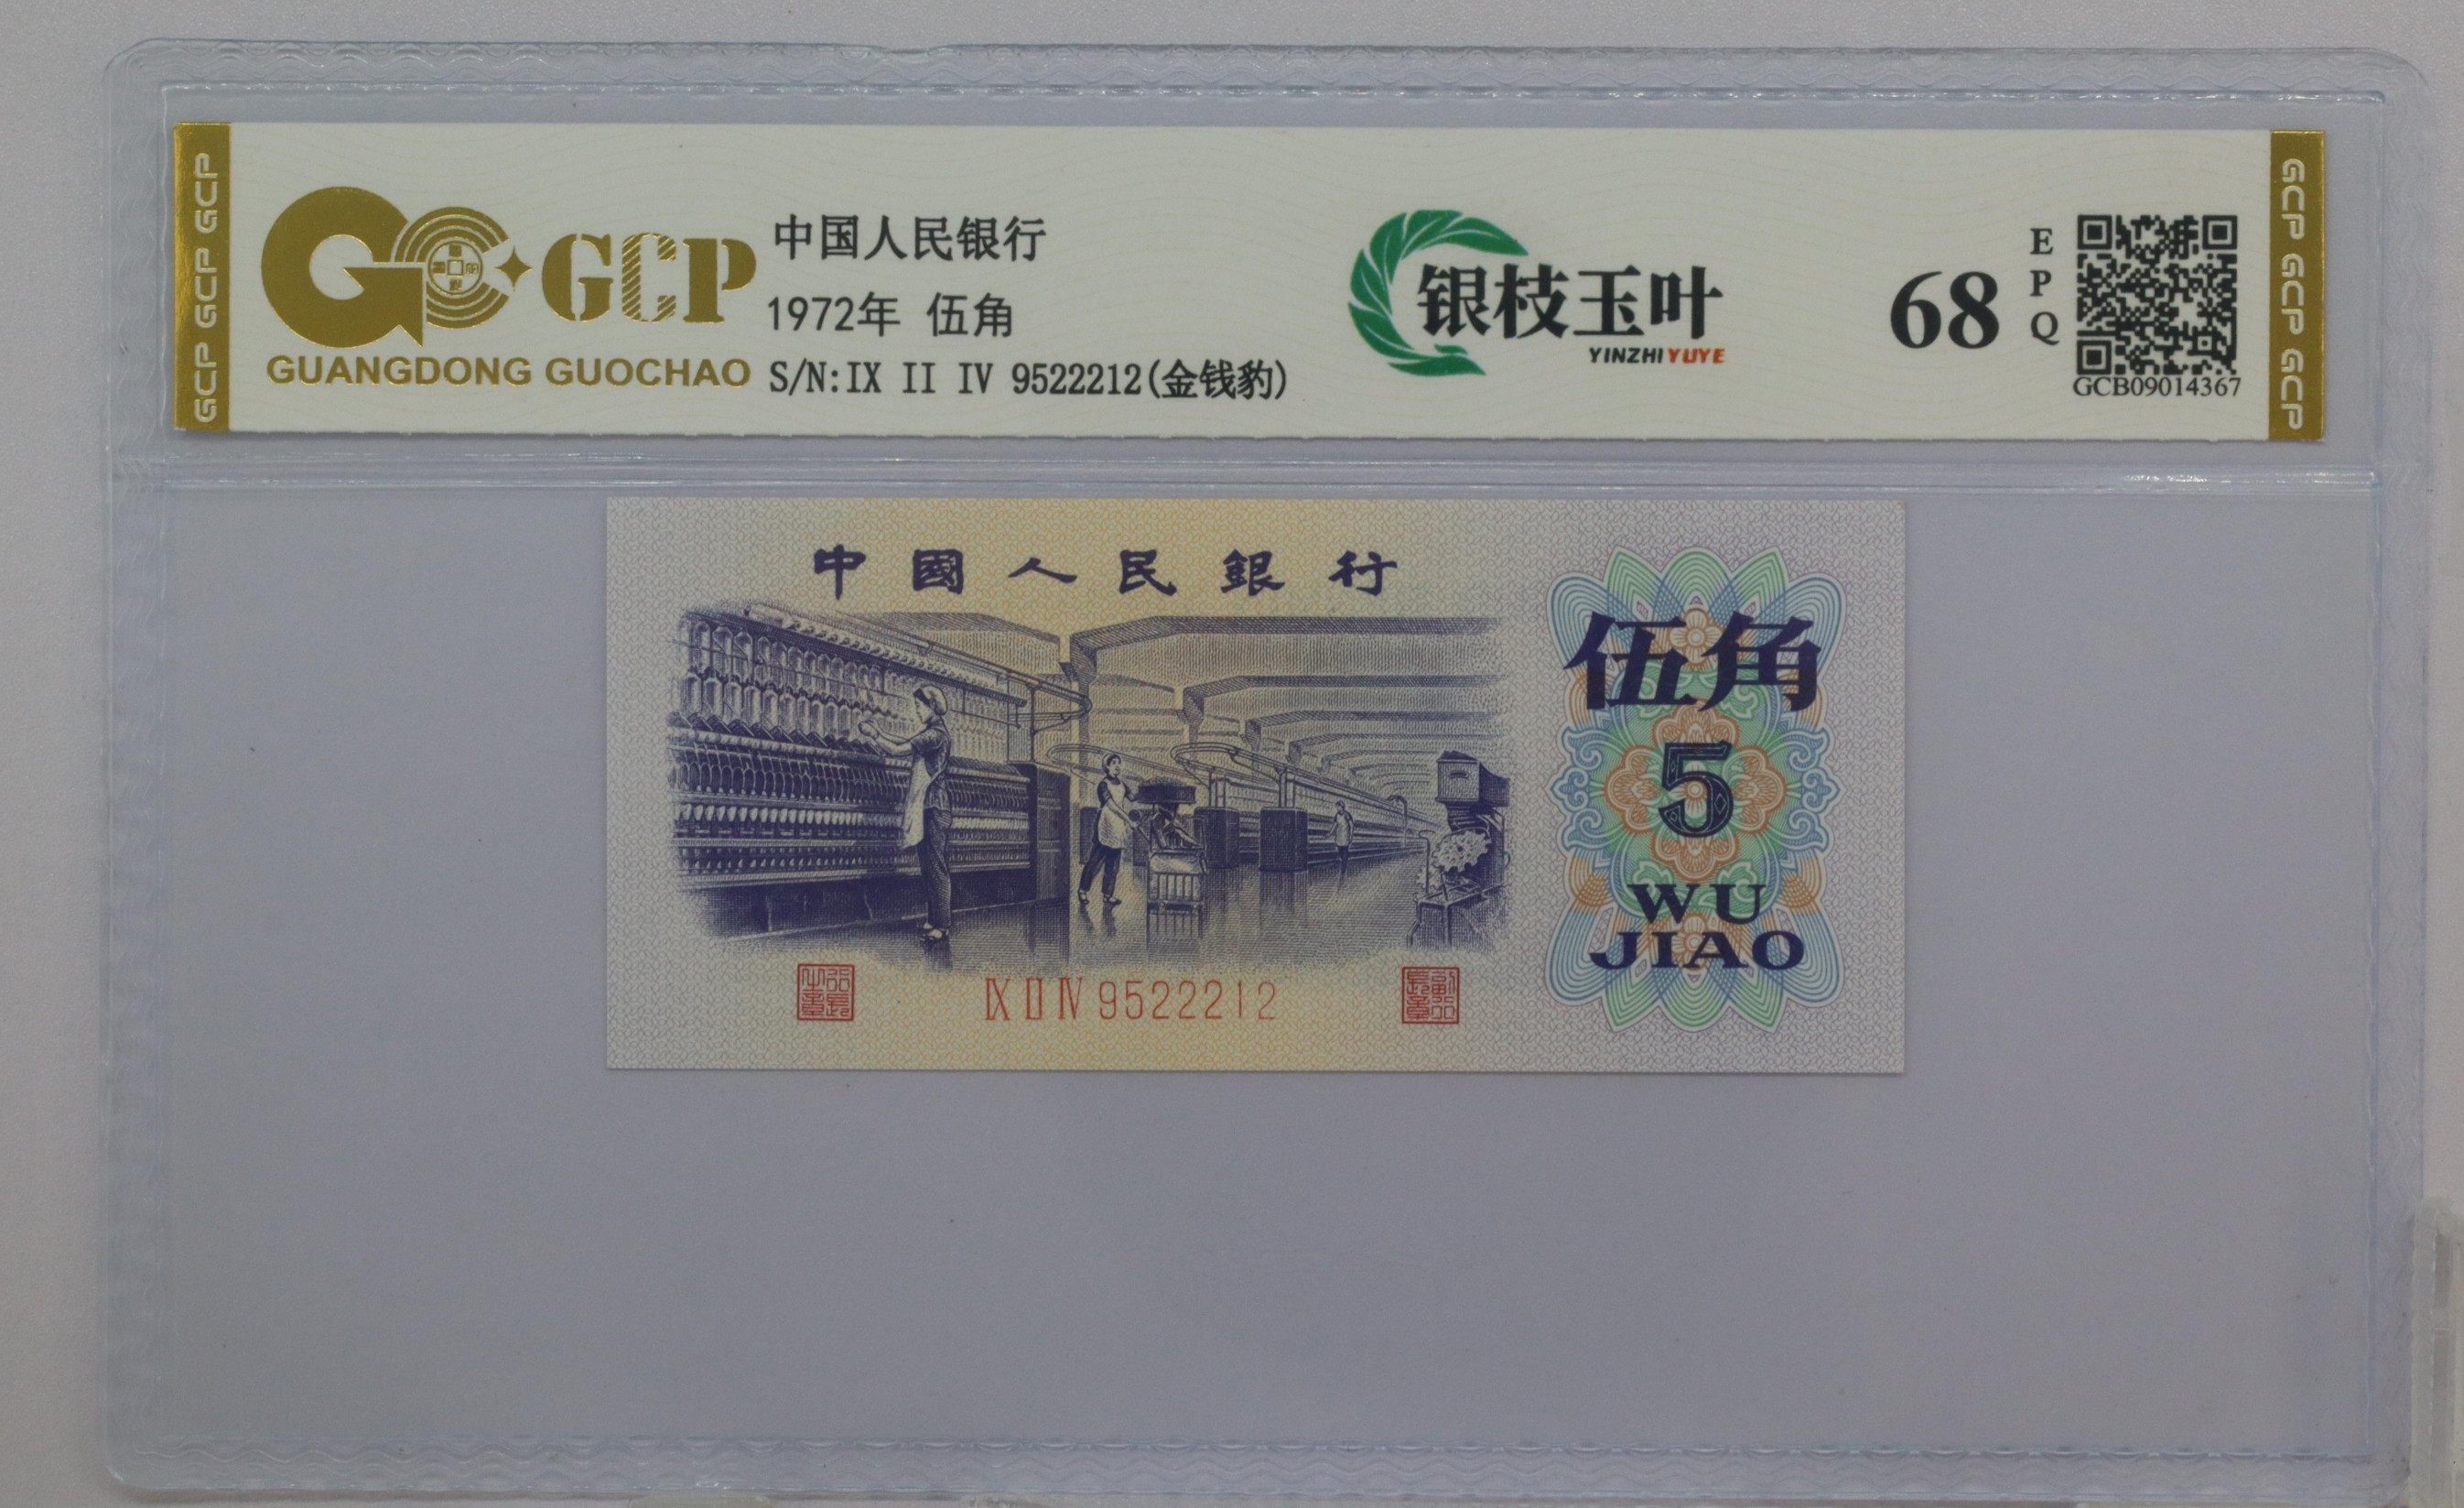 GCP GCP GCP
GCP
GUANGDONG GUOCHAO
中国人民银行
1972年 伍角
S/N:IX II IV 9522212(金钱豹)
银枝玉叶
YINZHIYUYE
68
EPQ
GCB09014367
GCP GCP GCP
中國人民銀行
伍角
5
WU
JIAO
IX II IV 9522212